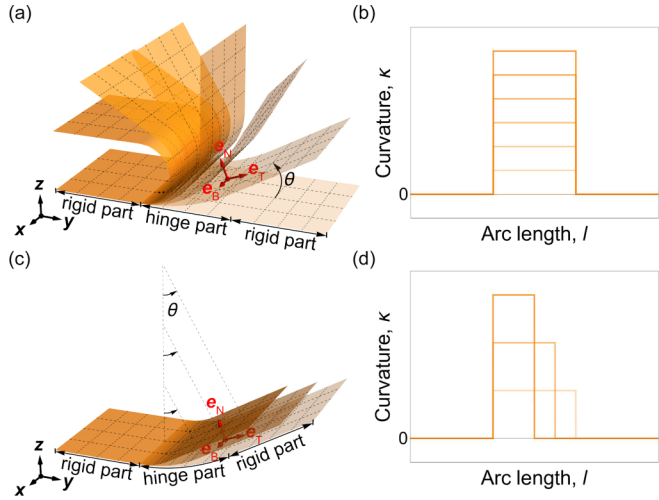 (a)
(b)
z
x
y
rigid part
hinge part
rigid part
e_N
e_B
e_T
θ
Curvature, κ
0
Arc length, l
(c)
(d)
θ
z
x
y
rigid part
hinge part
rigid part
e_N
e_B
e_T
Curvature, κ
0
Arc length, l